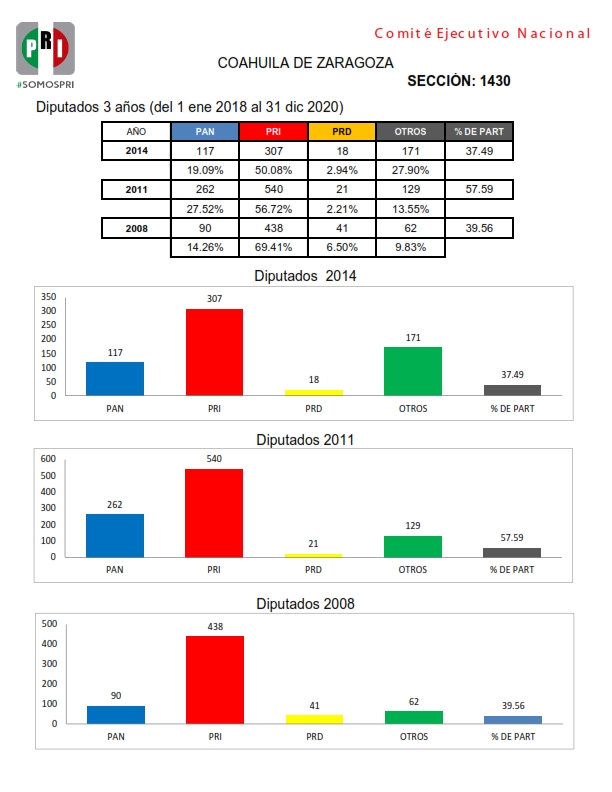 Comité Ejecutivo Nacional
PRI
#SOMOSPRI
COAHUILA DE ZARAGOZA
SECCIÓN: 1430
Diputados 3 años (del 1 ene 2018 al 31 dic 2020)
AÑO PAN PRI PRD OTROS % DE PART
2014 117 307 18 171 37.49
19.09% 50.08% 2.94% 27.90%
2011 262 540 21 129 57.59
27.52% 56.72% 2.21% 13.55%
2008 90 438 41 62 39.56
14.26% 69.41% 6.50% 9.83%
Diputados 2014
350
300
250
200
150
100
50
0
117 307 18 171 37.49
PAN PRI PRD OTROS % DE PART
Diputados 2011
600
500
400
300
200
100
0
262 540 21 129 57.59
PAN PRI PRD OTROS % DE PART
Diputados 2008
500
400
300
200
100
0
90 438 41 62 39.56
PAN PRI PRD OTROS % DE PART